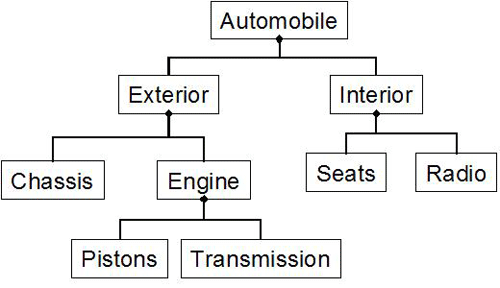 Automobile
Exterior
Interior
Chassis
Engine
Seats
Radio
Pistons
Transmission